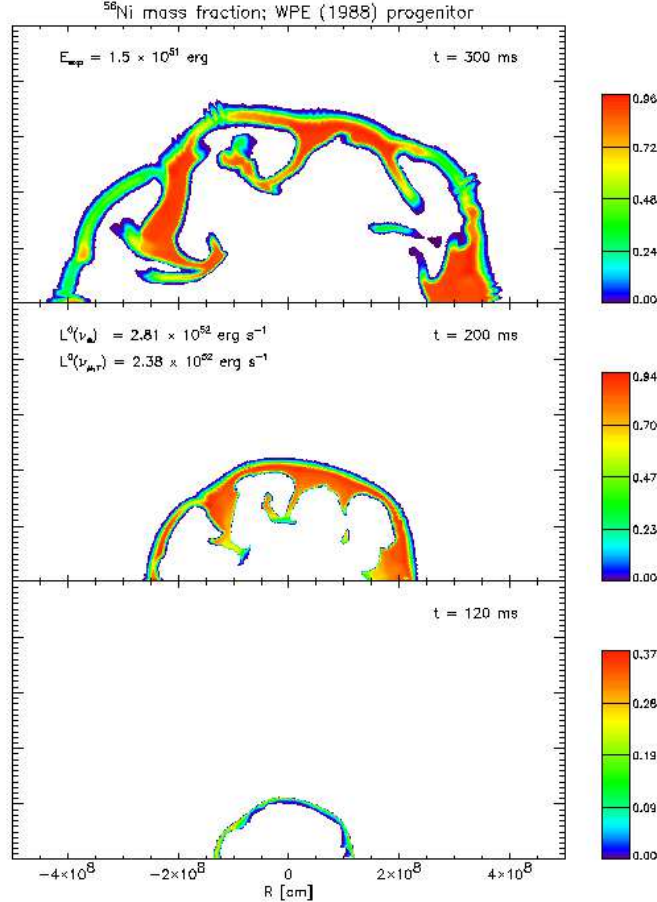 ⁵⁶Ni mass fraction; WPE (1988) progenitor
E_exp = 1.5 × 10⁵¹ erg
t = 300 ms
0.96
0.72
0.48
0.24
0.00
L⁰(ν_e) = 2.81 × 10⁵² erg s⁻¹
L⁰(ν_μ,τ) = 2.38 × 10⁵² erg s⁻¹
t = 200 ms
0.94
0.70
0.47
0.23
0.00
t = 120 ms
0.37
0.28
0.19
0.09
0.00
−4×10⁸ −2×10⁸ 0 2×10⁸ 4×10⁸
R [cm]